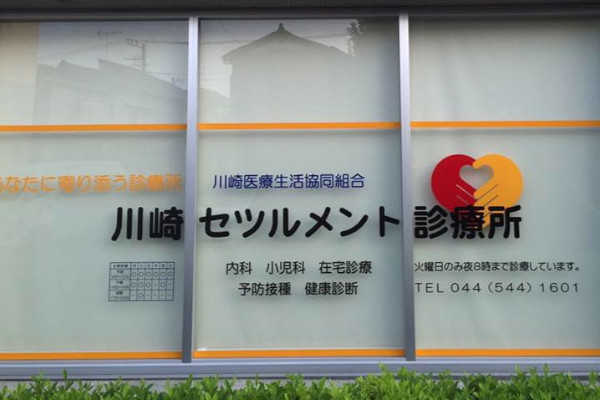 あなたに寄り添う診療所
川崎医療生活協同組合
川崎セツルメント診療所
内科 小児科 在宅診療
予防接種 健康診断
火曜日のみ夜8時まで診療しています。
TEL 044(544)1601